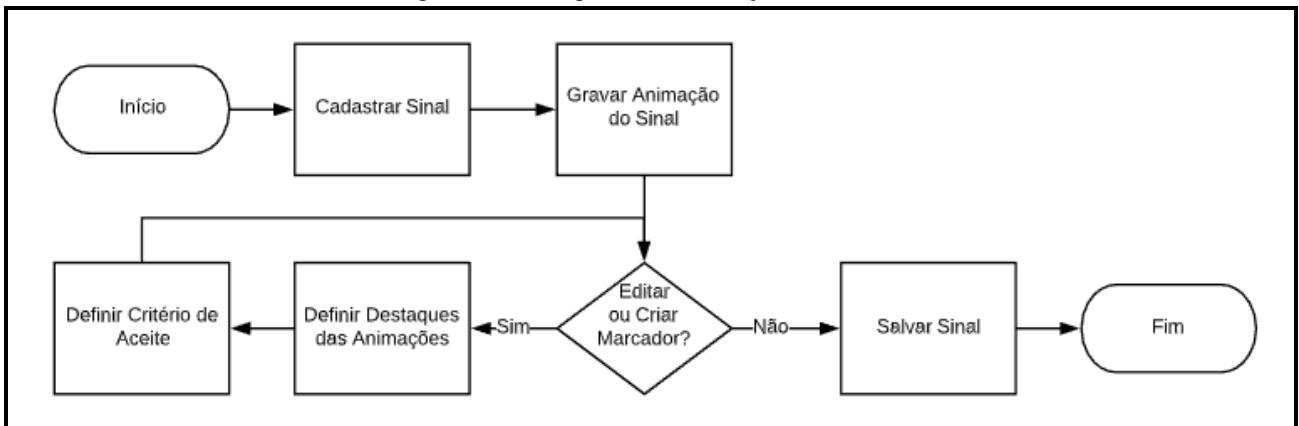 Início
Cadastrar Sinal
Gravar Animação
do Sinal
Definir Critério de
Aceite
Definir Destaques
das Animações
Sim
Editar
ou Criar
Marcador?
Não
Salvar Sinal
Fim